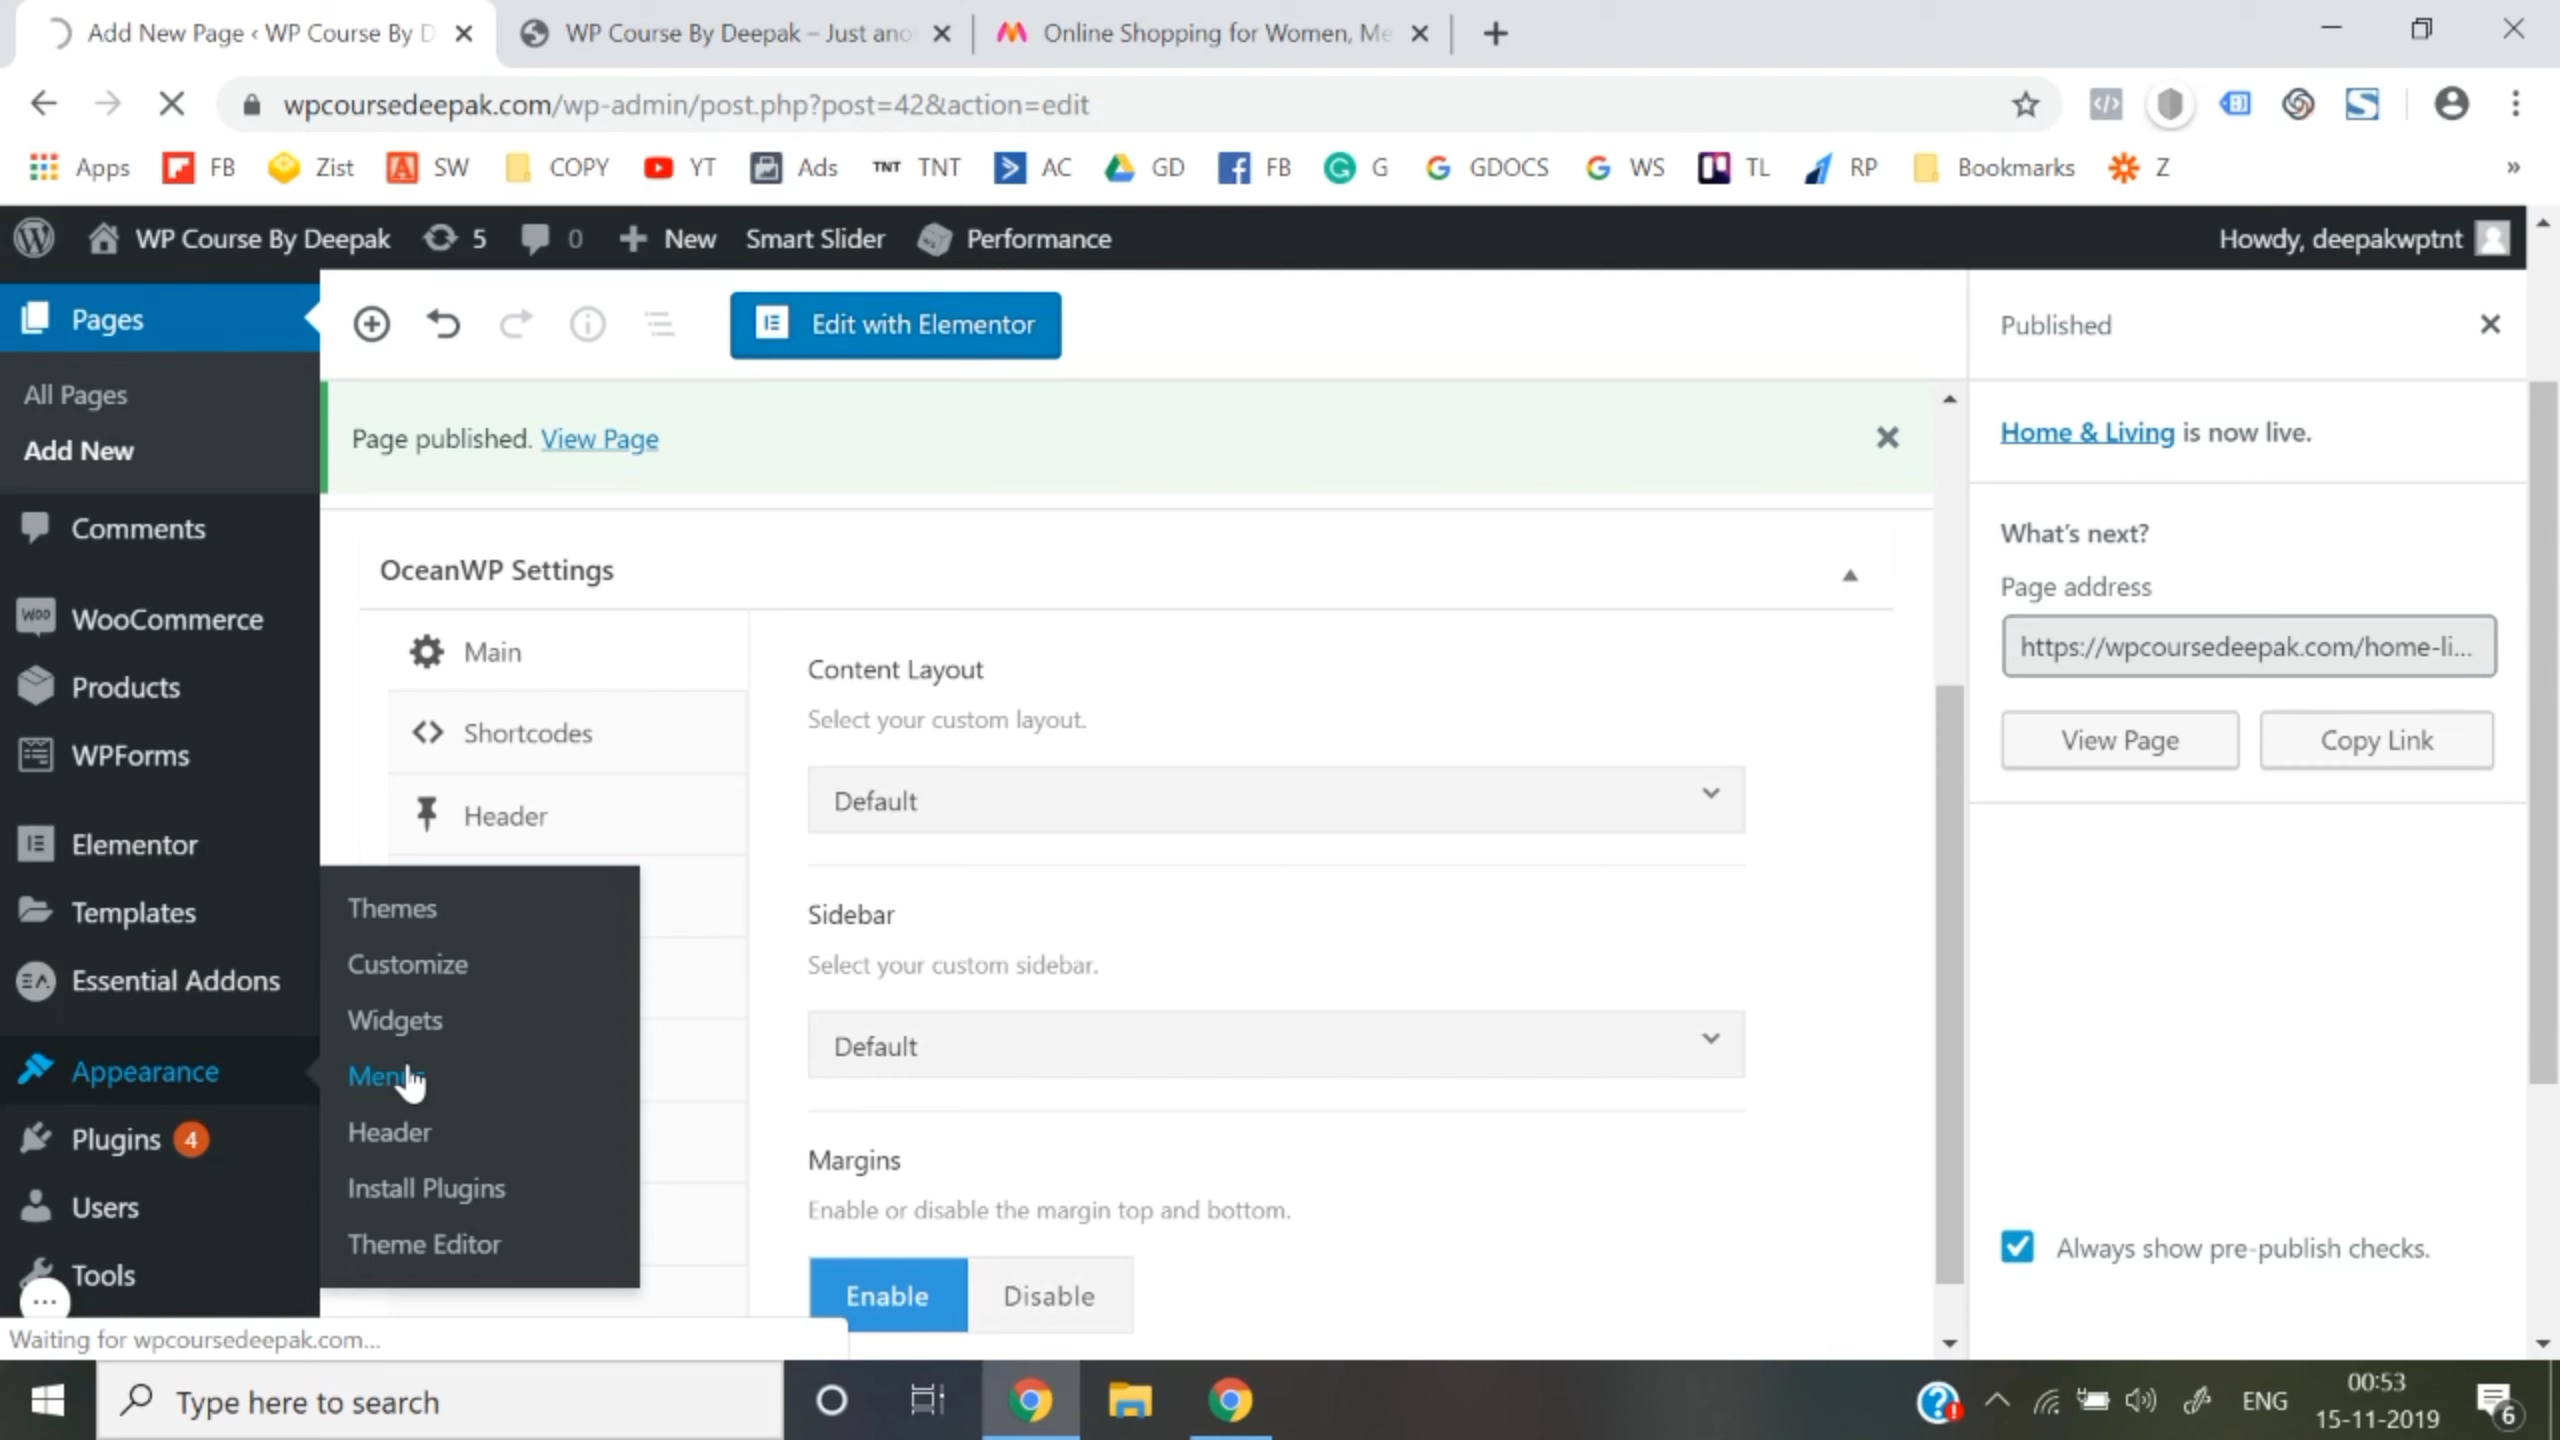 Add New Page ‹ WP Course By D
WP Course By Deepak – Just ano
Online Shopping for Women, Me
wpcoursedeepak.com/wp-admin/post.php?post=42&action=edit
Apps FB Zist SW COPY YT Ads TNT TNT AC GD FB G GDOCS WS TL RP Bookmarks Z »
WP Course By Deepak 5 0 New Smart Slider Performance
Howdy, deepakwptnt
Pages
All Pages
Add New
Comments
WooCommerce
Products
WPForms
Elementor
Templates
Essential Addons
Appearance
Plugins 4
Users
Tools
Themes
Customize
Widgets
Menus
Header
Install Plugins
Theme Editor
Edit with Elementor
Page published. View Page
OceanWP Settings
Main
Shortcodes
Header
Content Layout
Select your custom layout.
Default
Sidebar
Select your custom sidebar.
Default
Margins
Enable or disable the margin top and bottom.
Enable Disable
Published
Home & Living is now live.
What's next?
Page address
https://wpcoursedeepak.com/home-li...
View Page Copy Link
Always show pre-publish checks.
Waiting for wpcoursedeepak.com...
Type here to search
ENG
00:53
15-11-2019
6